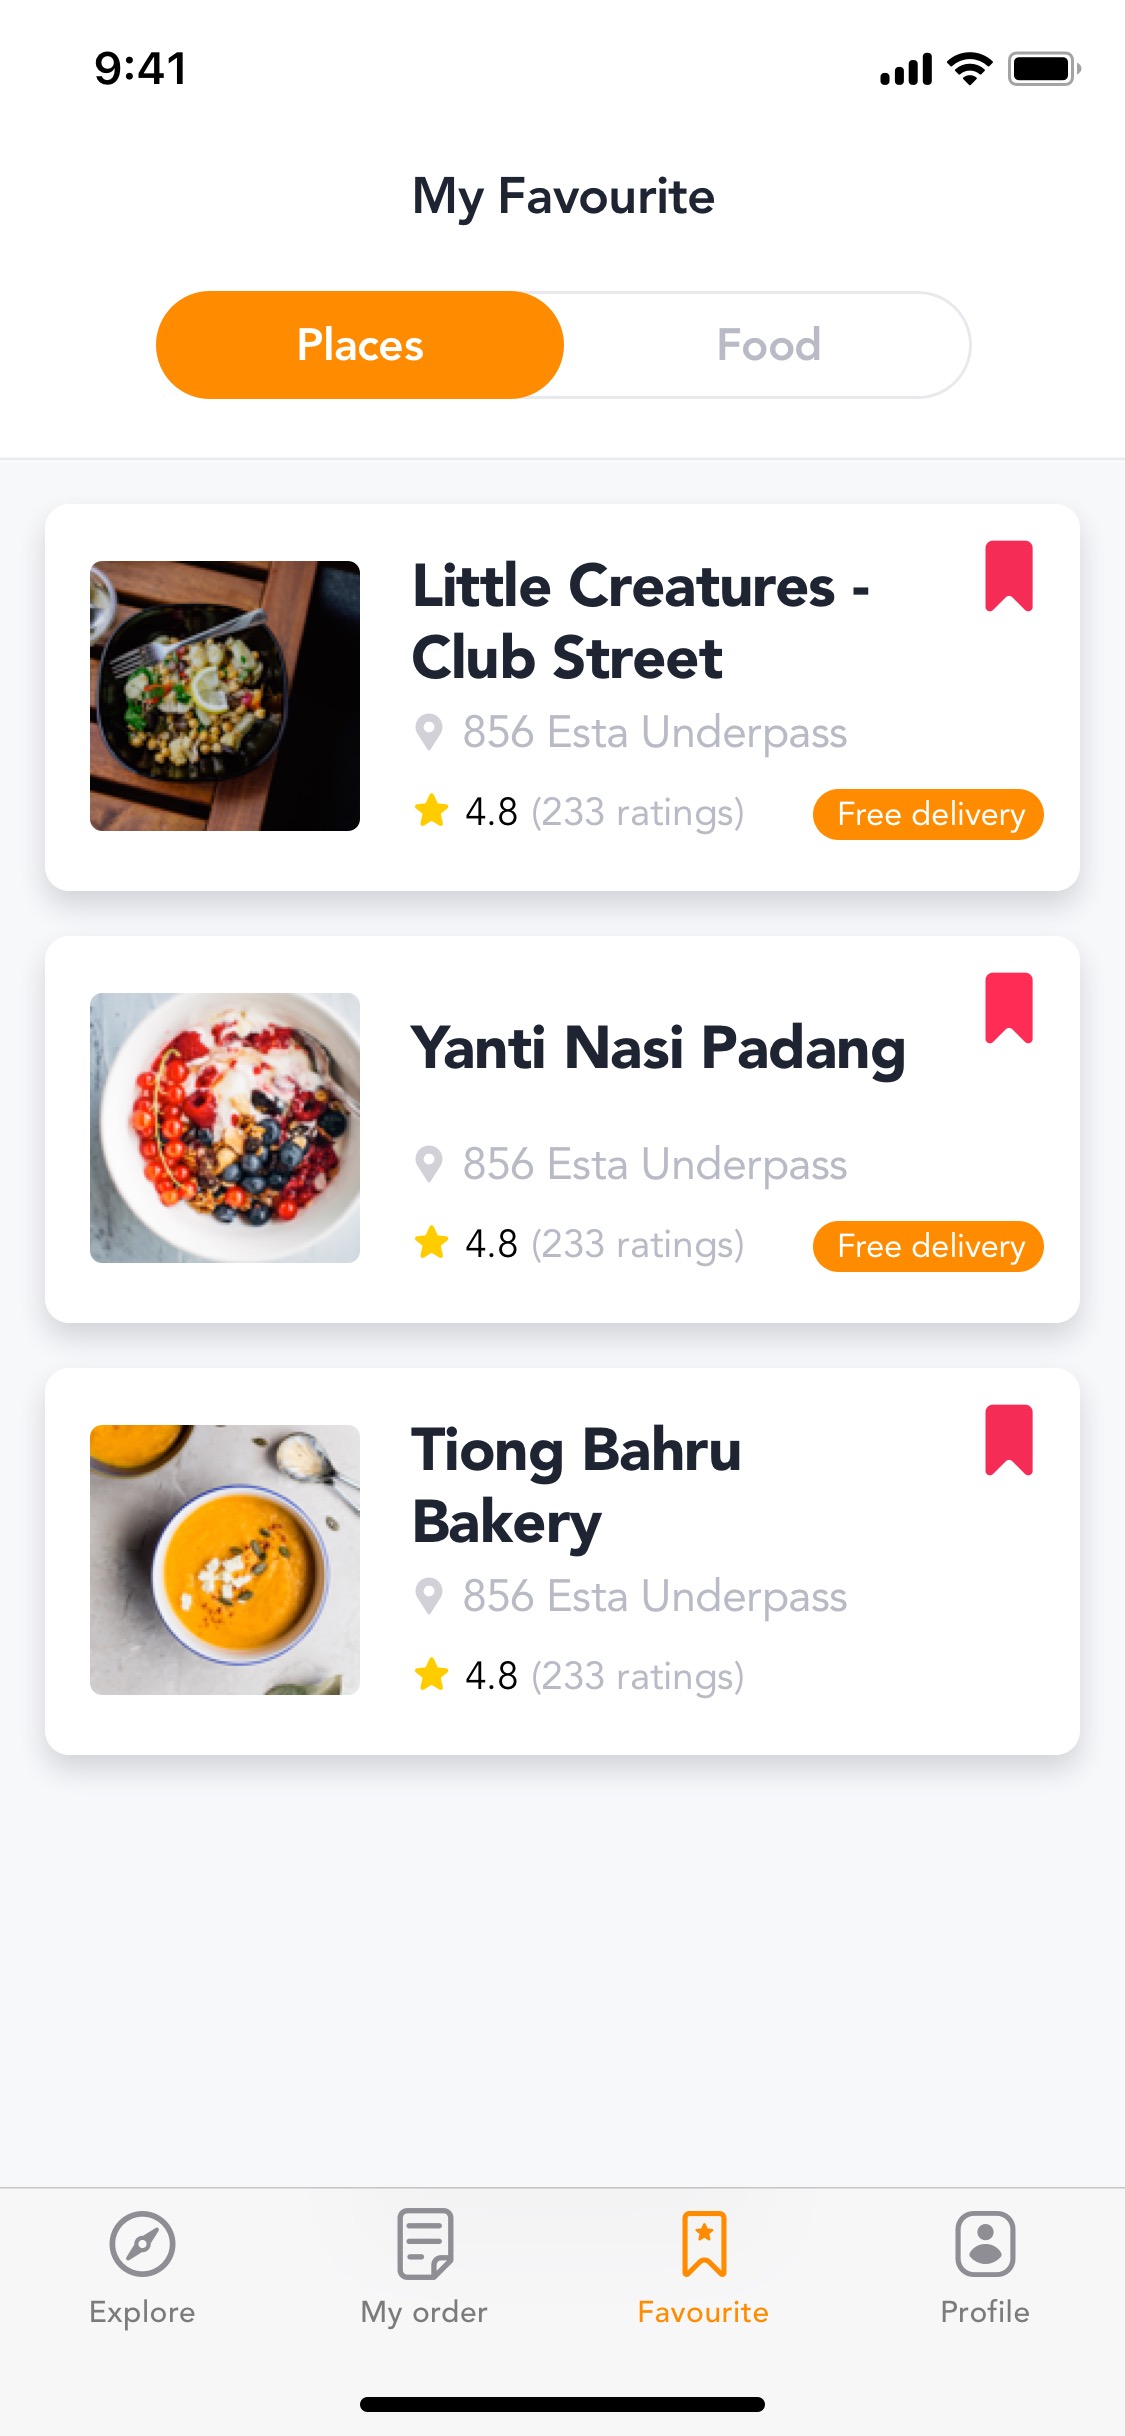 9:41
My Favourite
Places
Food
Little Creatures -
Club Street
856 Esta Underpass
4.8 (233 ratings)
Free delivery
Yanti Nasi Padang
856 Esta Underpass
4.8 (233 ratings)
Free delivery
Tiong Bahru
Bakery
856 Esta Underpass
4.8 (233 ratings)
Explore
My order
Favourite
Profile